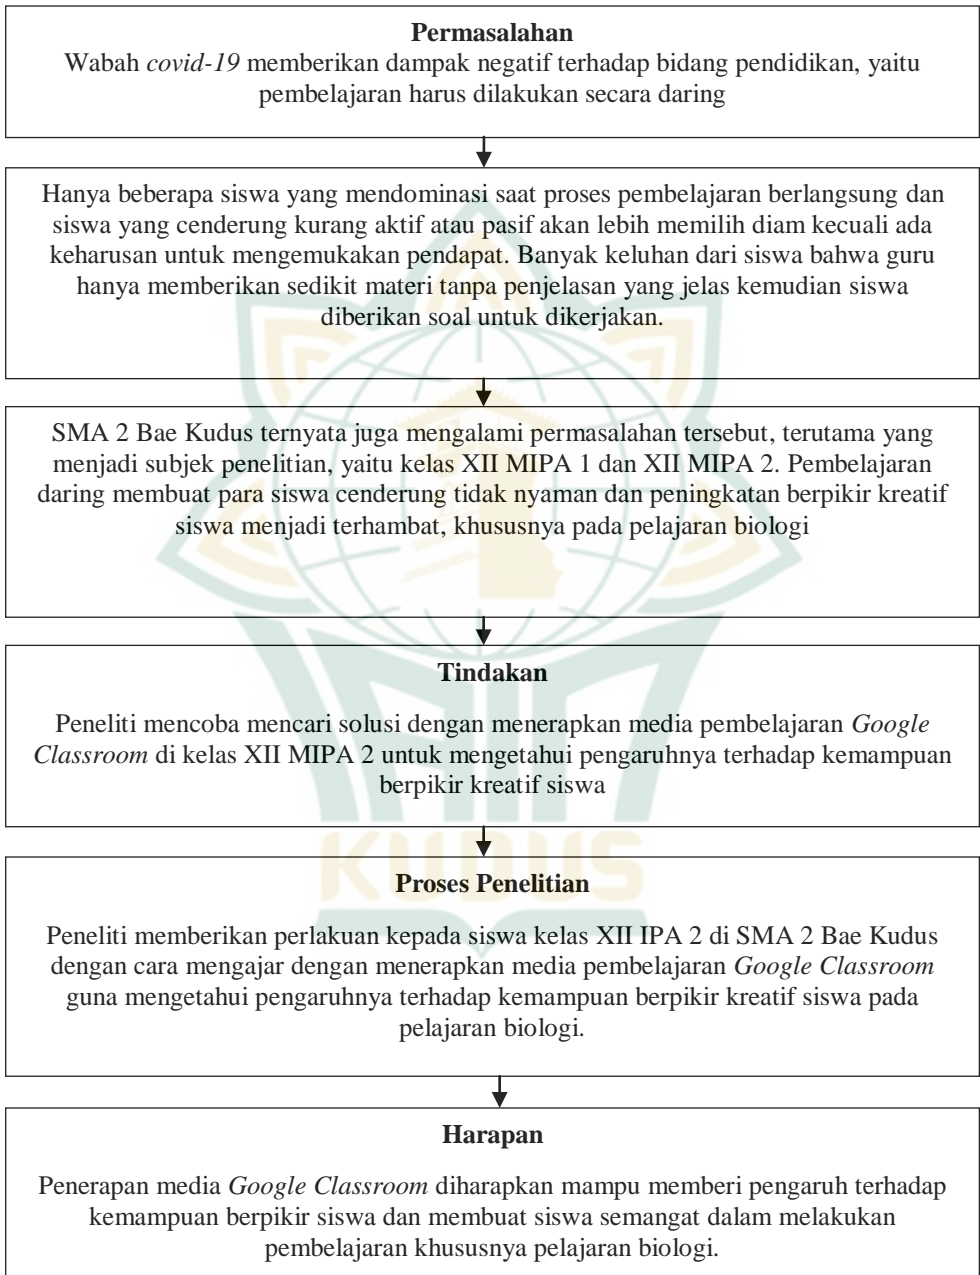 Permasalahan
Wabah covid-19 memberikan dampak negatif terhadap bidang pendidikan, yaitu
pembelajaran harus dilakukan secara daring
Hanya beberapa siswa yang mendominasi saat proses pembelajaran berlangsung dan
siswa yang cenderung kurang aktif atau pasif akan lebih memilih diam kecuali ada
keharusan untuk mengemukakan pendapat. Banyak keluhan dari siswa bahwa guru
hanya memberikan sedikit materi tanpa penjelasan yang jelas kemudian siswa
diberikan soal untuk dikerjakan.
SMA 2 Bae Kudus ternyata juga mengalami permasalahan tersebut, terutama yang
menjadi subjek penelitian, yaitu kelas XII MIPA 1 dan XII MIPA 2. Pembelajaran
daring membuat para siswa cenderung tidak nyaman dan peningkatan berpikir kreatif
siswa menjadi terhambat, khususnya pada pelajaran biologi
Tindakan
Peneliti mencoba mencari solusi dengan menerapkan media pembelajaran Google
Classroom di kelas XII MIPA 2 untuk mengetahui pengaruhnya terhadap kemampuan
berpikir kreatif siswa
KUDUS
Proses Penelitian
Peneliti memberikan perlakuan kepada siswa kelas XII IPA 2 di SMA 2 Bae Kudus
dengan cara mengajar dengan menerapkan media pembelajaran Google Classroom
guna mengetahui pengaruhnya terhadap kemampuan berpikir kreatif siswa pada
pelajaran biologi.
Harapan
Penerapan media Google Classroom diharapkan mampu memberi pengaruh terhadap
kemampuan berpikir siswa dan membuat siswa semangat dalam melakukan
pembelajaran khususnya pelajaran biologi.